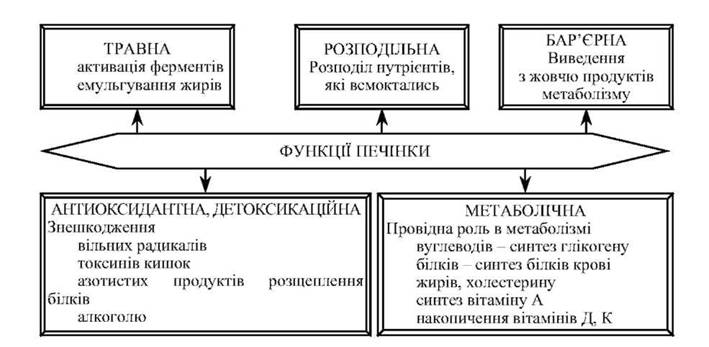 ТРАВНА
активація ферментів
емульгування жирів
РОЗПОДІЛЬНА
Розподіл нутрієнтів,
які всмоктались
БАР’ЄРНА
Виведення
з жовчю продуктів
метаболізму
ФУНКЦІЇ ПЕЧІНКИ
АНТИОКСИДАНТНА, ДЕТОКСИКАЦІЙНА
Знешкодження
вільних радикалів
токсинів кишок
азотистих продуктів розщеплення
білків
алкоголю
МЕТАБОЛІЧНА
Провідна роль в метаболізмі
вуглеводів – синтез глікогену
білків – синтез білків крові
жирів, холестерину
синтез вітаміну А
накопичення вітамінів Д, К